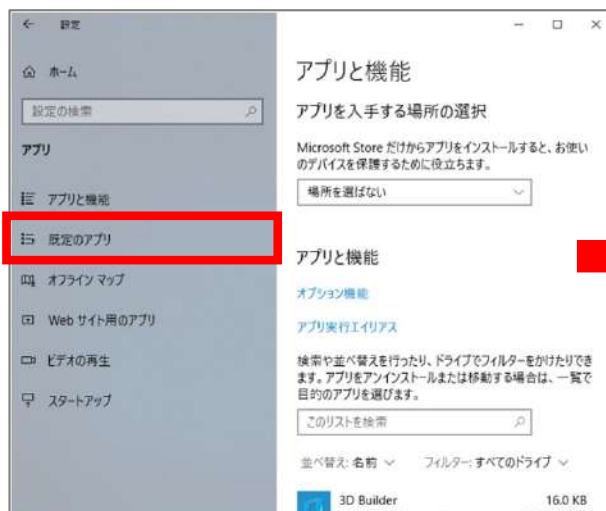 設定
ホーム
設定の検索
アプリ
アプリと機能
既定のアプリ
オフライン マップ
Web サイト用のアプリ
ビデオの再生
スタートアップ
アプリと機能
アプリを入手する場所の選択
Microsoft Store だけからアプリをインストールすると、お使い
のデバイスを保護するために役立ちます。
場所を選ばない
アプリと機能
オプション機能
アプリ実行エイリアス
検索や並べ替えを行ったり、ドライブでフィルターをかけたりでき
ます。アプリをアンインストールまたは移動する場合は、一覧で
目的のアプリを選びます。
このリストを検索
並べ替え: 名前 フィルター: すべてのドライブ
3D Builder 16.0 KB